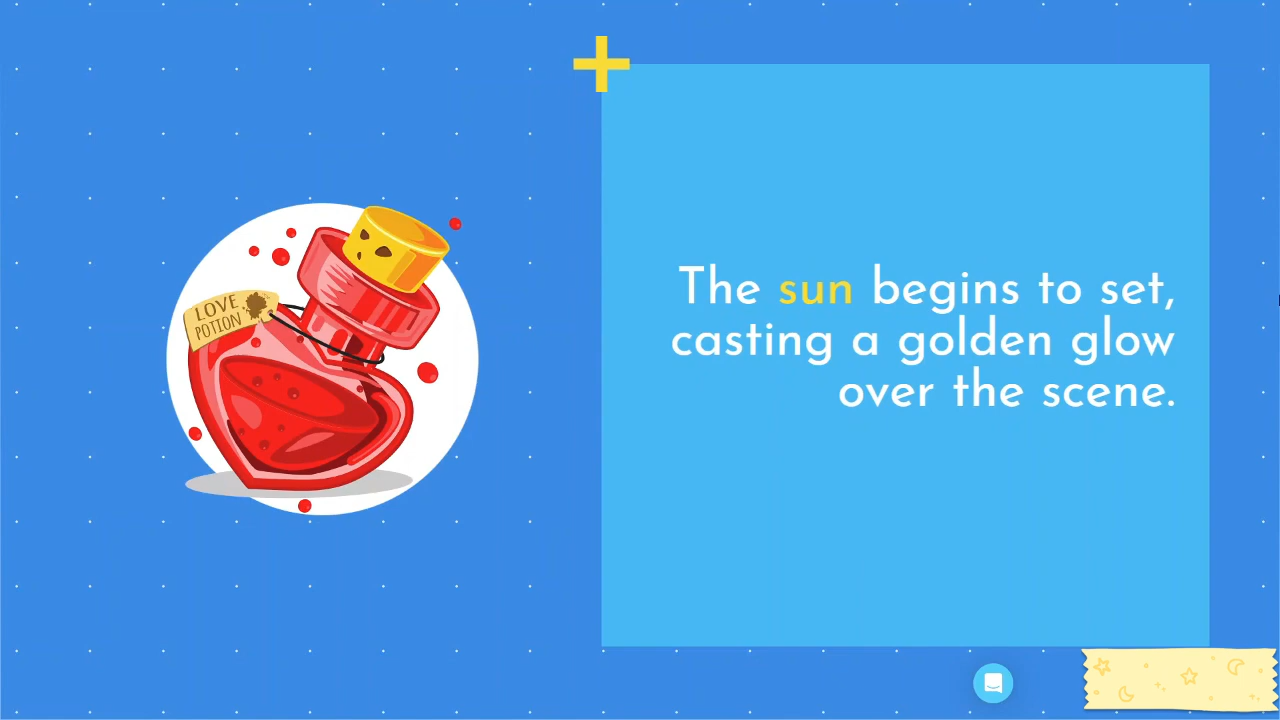 LOVE
POTION
The sun begins to set,
casting a golden glow
over the scene.